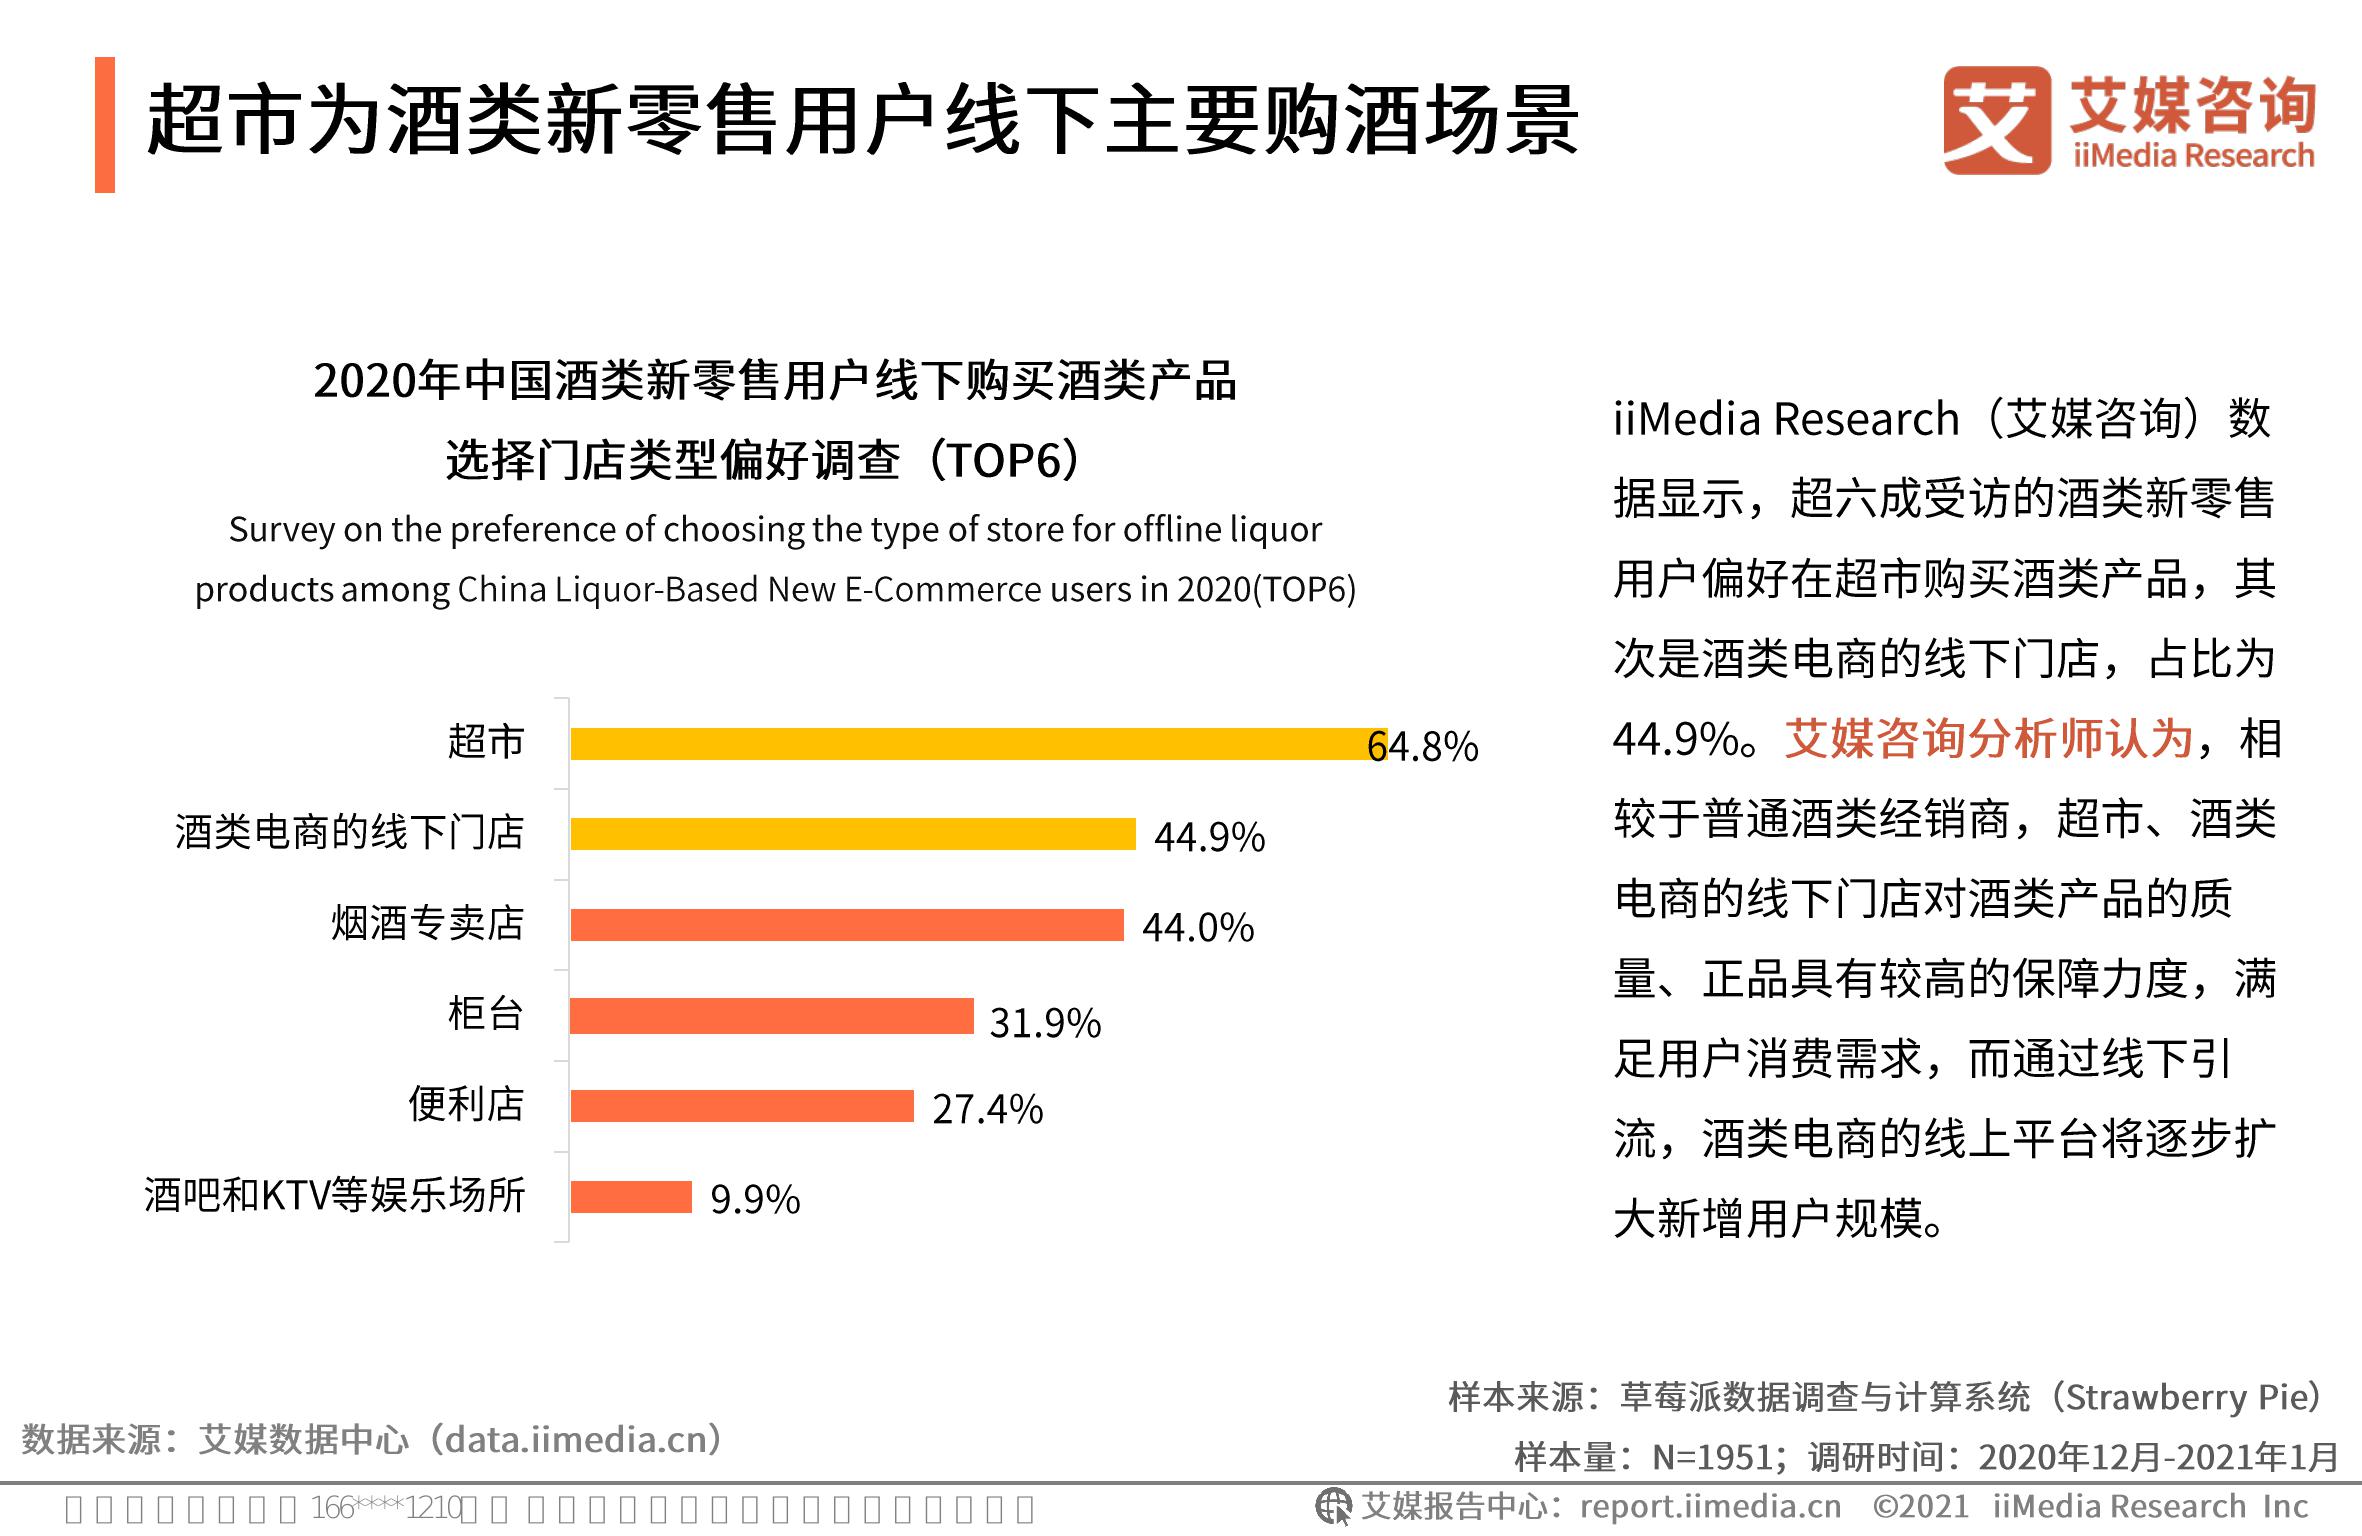 超市为酒类新零售用户线下主要购酒场景
艾 艾媒咨询
iiMedia Research
2020年中国酒类新零售用户线下购买酒类产品
选择门店类型偏好调查（TOP6）
Survey on the preference of choosing the type of store for offline liquor
products among China Liquor-Based New E-Commerce users in 2020(TOP6)
超市 64.8%
酒类电商的线下门店 44.9%
烟酒专卖店 44.0%
柜台 31.9%
便利店 27.4%
酒吧和KTV等娱乐场所 9.9%
iiMedia Research（艾媒咨询）数
据显示，超六成受访的酒类新零售
用户偏好在超市购买酒类产品，其
次是酒类电商的线下门店，占比为
44.9%。艾媒咨询分析师认为，相
较于普通酒类经销商，超市、酒类
电商的线下门店对酒类产品的质
量、正品具有较高的保障力度，满
足用户消费需求，而通过线下引
流，酒类电商的线上平台将逐步扩
大新增用户规模。
样本来源：草莓派数据调查与计算系统（Strawberry Pie）
数据来源：艾媒数据中心（data.iimedia.cn）
样本量：N=1951；调研时间：2020年12月-2021年1月
166****1210
艾媒报告中心：report.iimedia.cn ©2021 iiMedia Research Inc